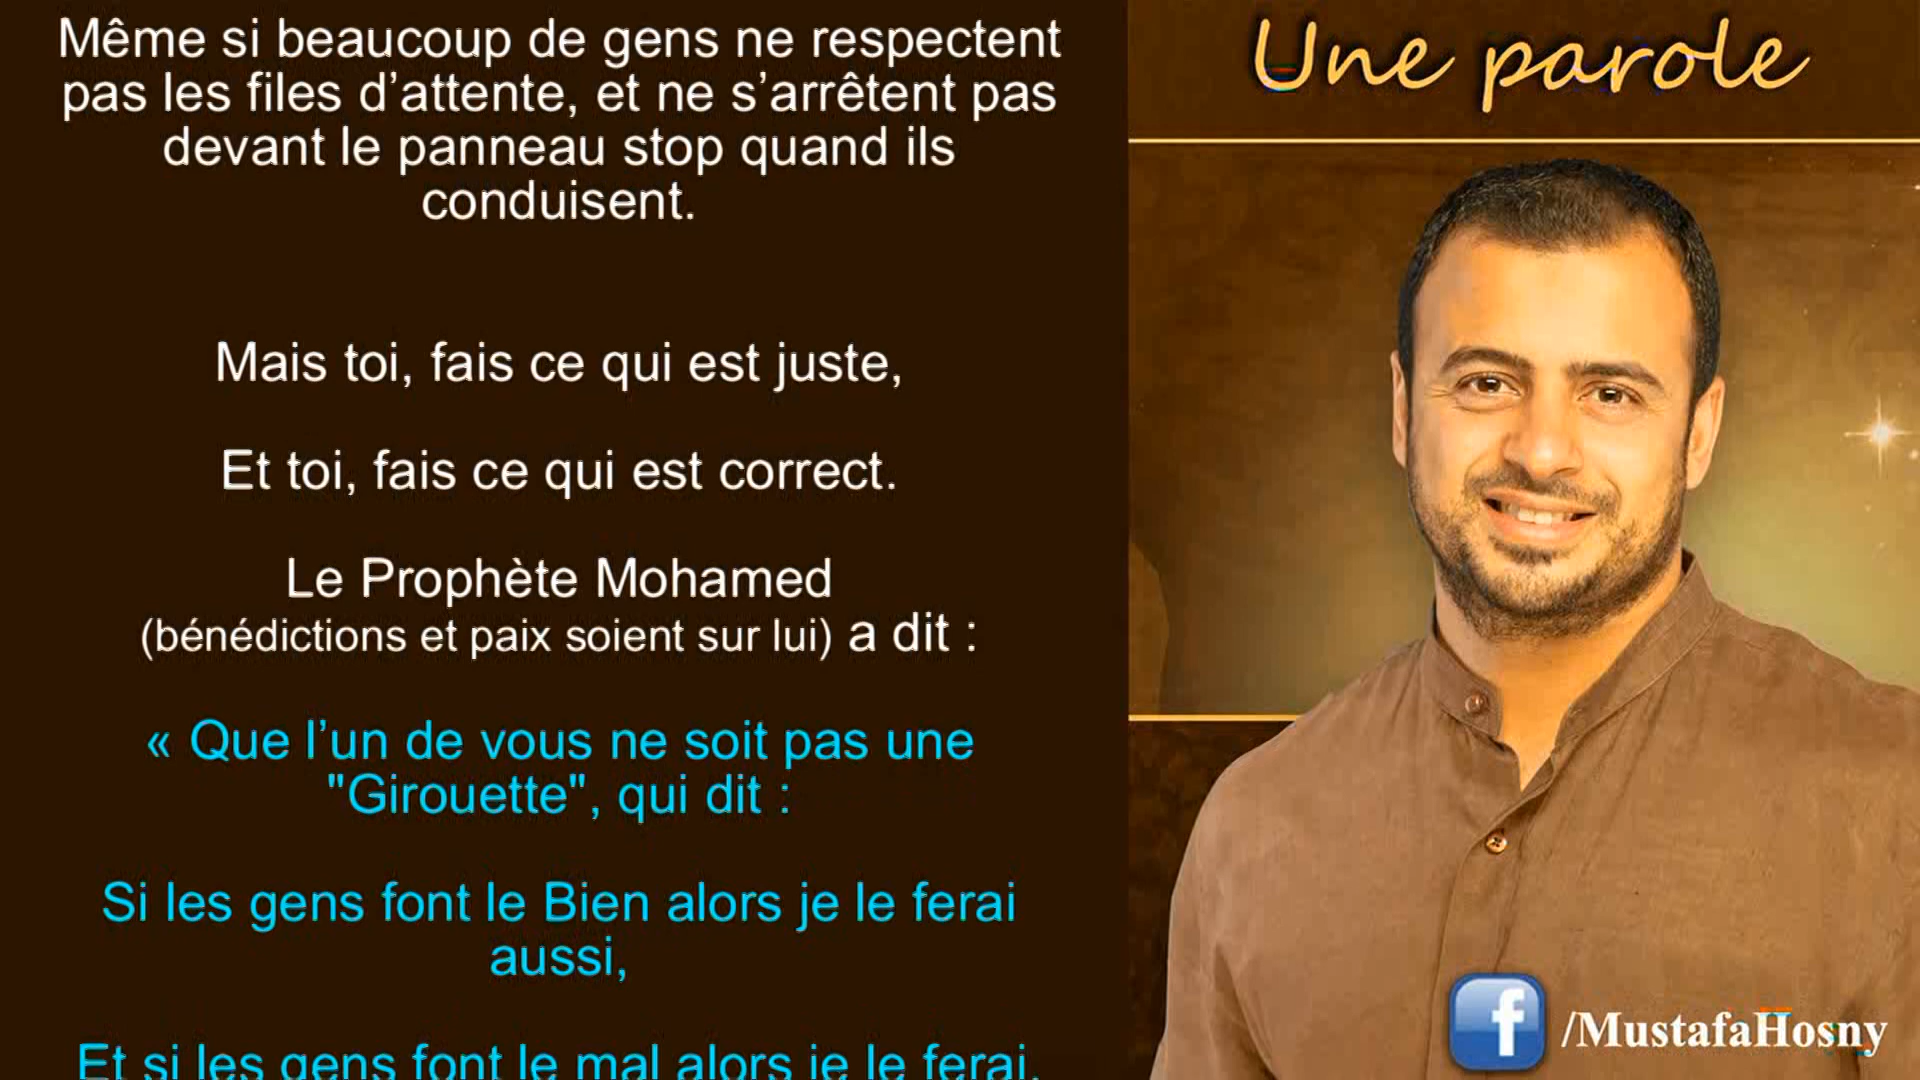 Même si beaucoup de gens ne respectent
pas les files d’attente, et ne s’arrêtent pas
devant le panneau stop quand ils
conduisent.
Mais toi, fais ce qui est juste,
Et toi, fais ce qui est correct.
Le Prophète Mohamed
(bénédictions et paix soient sur lui) a dit :
« Que l’un de vous ne soit pas une
"Girouette", qui dit :
Si les gens font le Bien alors je le ferai
aussi,
Et si les gens font le mal alors je le ferai.
Une parole
f /MustafaHosny